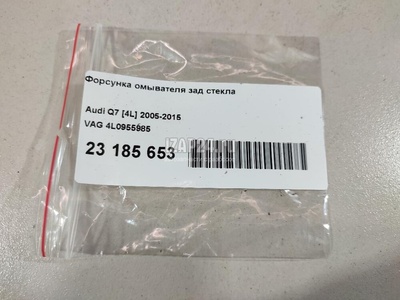 Форсунка омывателя зад стекла
Audi Q7 [4L] 2005-2015
VAG 4L0955985
23 185 653